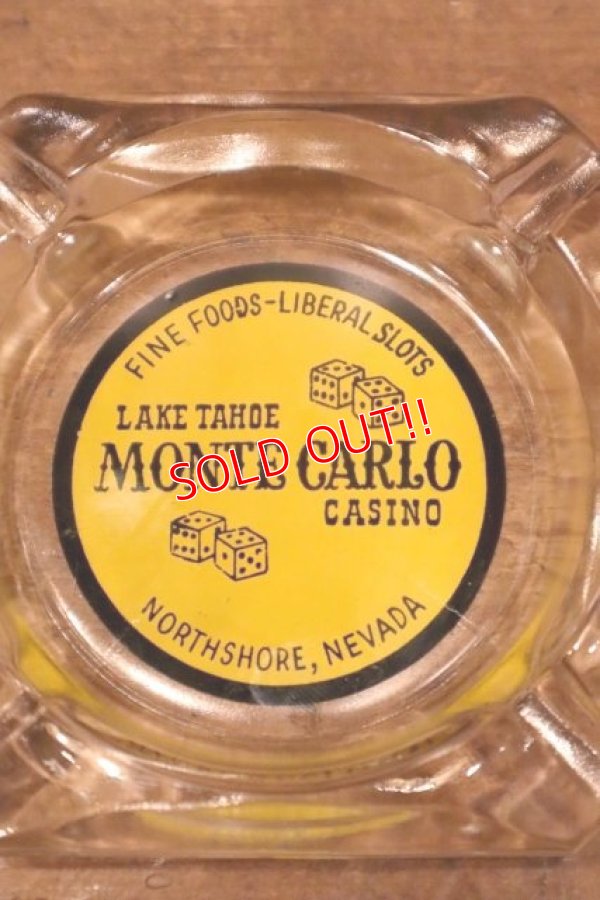 FINE FOODS-LIBERAL SLOTS
LAKE TAHOE
MONTE CARLO
CASINO
NORTHSHORE, NEVADA
SOLD OUT!!